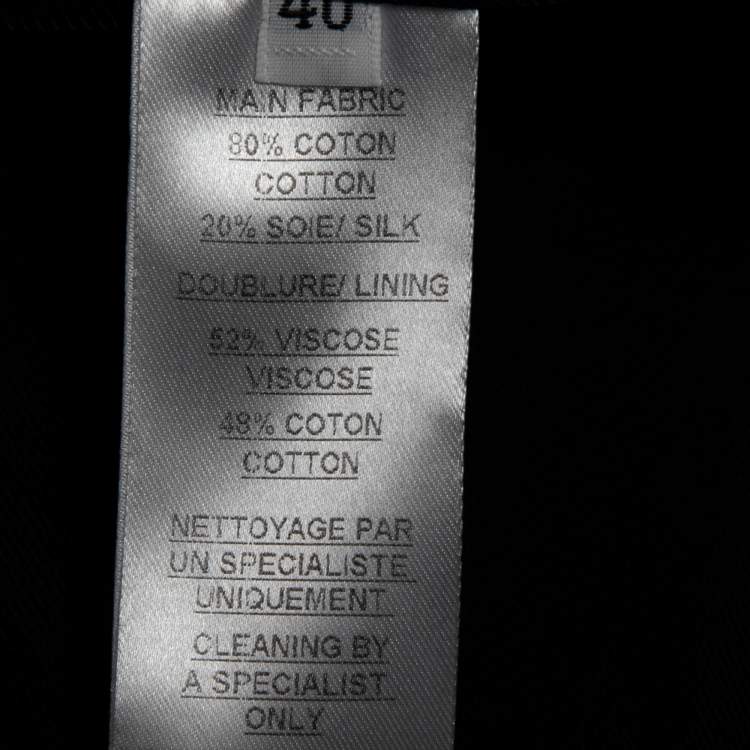 40
MAIN FABRIC
80% COTON
COTTON
20% SOIE/ SILK
DOUBLURE/ LINING
52% VISCOSE
VISCOSE
48% COTON
COTTON
NETTOYAGE PAR
UN SPECIALISTE
UNIQUEMENT
CLEANING BY
A SPECIALIST
ONLY